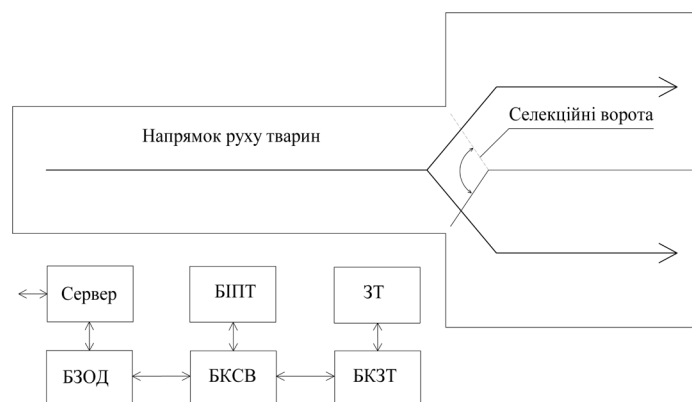 Напрямок руху тварин
Селекційні ворота
Сервер
БІПТ
ЗТ
БЗОД
БКСВ
БКЗТ